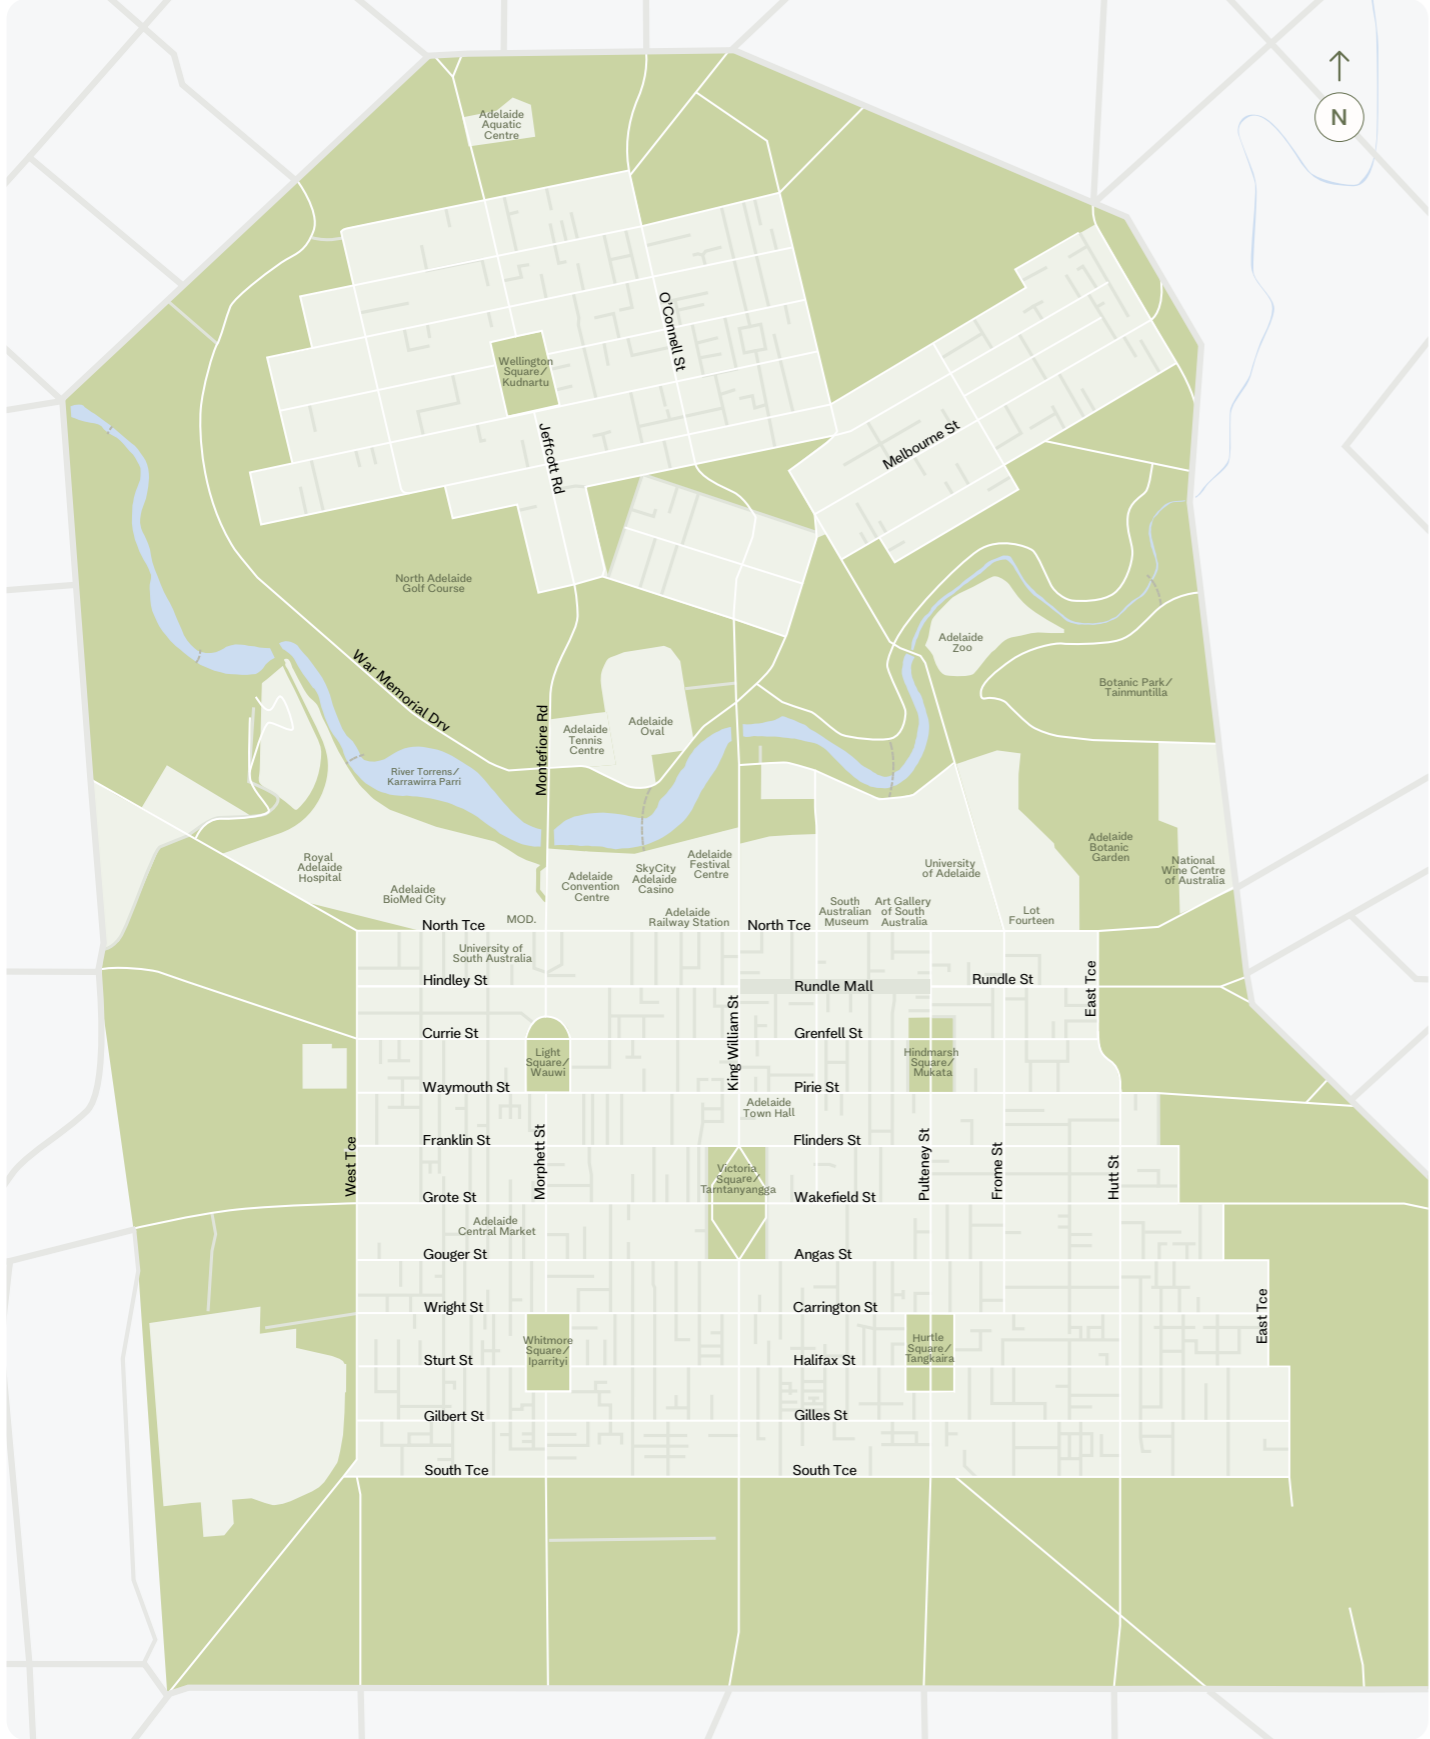 N
Adelaide
Aquatic
Centre
O'Connell St
Wellington
Square/
Kudnartu
Jeffcott Rd
Melbourne St
North Adelaide
Golf Course
Adelaide
Zoo
War Memorial Drv
Botanic Park/
Tainmuntilla
Montefiore Rd
Adelaide
Tennis
Centre
Adelaide
Oval
River Torrens/
Karrawirra Parri
Royal
Adelaide
Hospital
Adelaide
BioMed City
MOD.
Adelaide
Convention
Centre
SkyCity
Adelaide
Casino
Adelaide
Festival
Centre
Adelaide
Railway Station
South
Australian
Museum
Art Gallery
of South
Australia
University
of Adelaide
Lot
Fourteen
Adelaide
Botanic
Garden
National
Wine Centre
of Australia
North Tce
North Tce
University of
South Australia
Hindley St
Rundle Mall
Rundle St
East Tce
King William St
Currie St
Grenfell St
Light
Square/
Wauwi
Hindmarsh
Square/
Mukata
Waymouth St
Pirie St
Adelaide
Town Hall
West Tce
Franklin St
Morphett St
Flinders St
Pulteney St
Frome St
Hutt St
Victoria
Square/
Tarntanyangga
Grote St
Wakefield St
Adelaide
Central Market
Gouger St
Angas St
Wright St
Carrington St
East Tce
Whitmore
Square/
Iparrityi
Hurtle
Square/
Tangkaira
Sturt St
Halifax St
Gilbert St
Gilles St
South Tce
South Tce